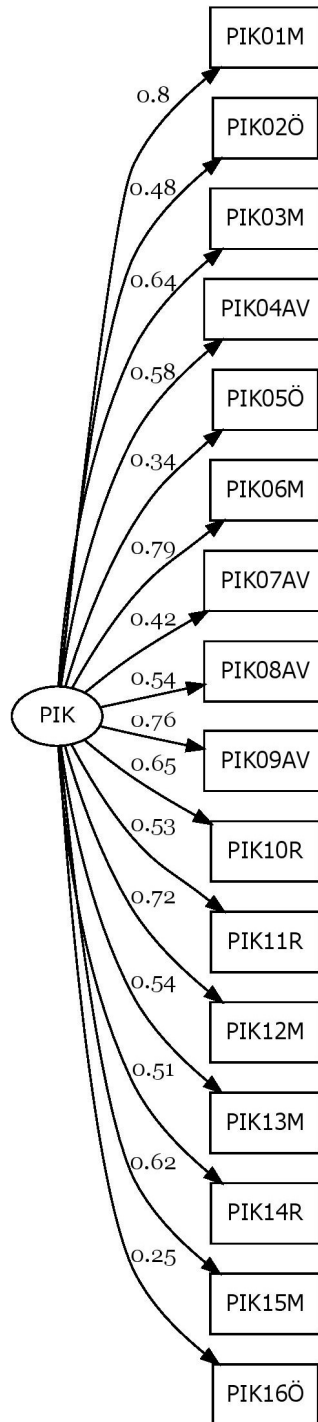 PIK01M
0.8
PIK02Ö
0.48
PIK03M
0.64
PIK04AV
0.58
PIK05Ö
0.34
PIK06M
0.79
PIK07AV
0.42
PIK08AV
0.54
PIK
0.76
PIK09AV
0.65
PIK10R
0.53
PIK11R
0.72
PIK12M
0.54
PIK13M
0.51
PIK14R
0.62
PIK15M
0.25
PIK16Ö